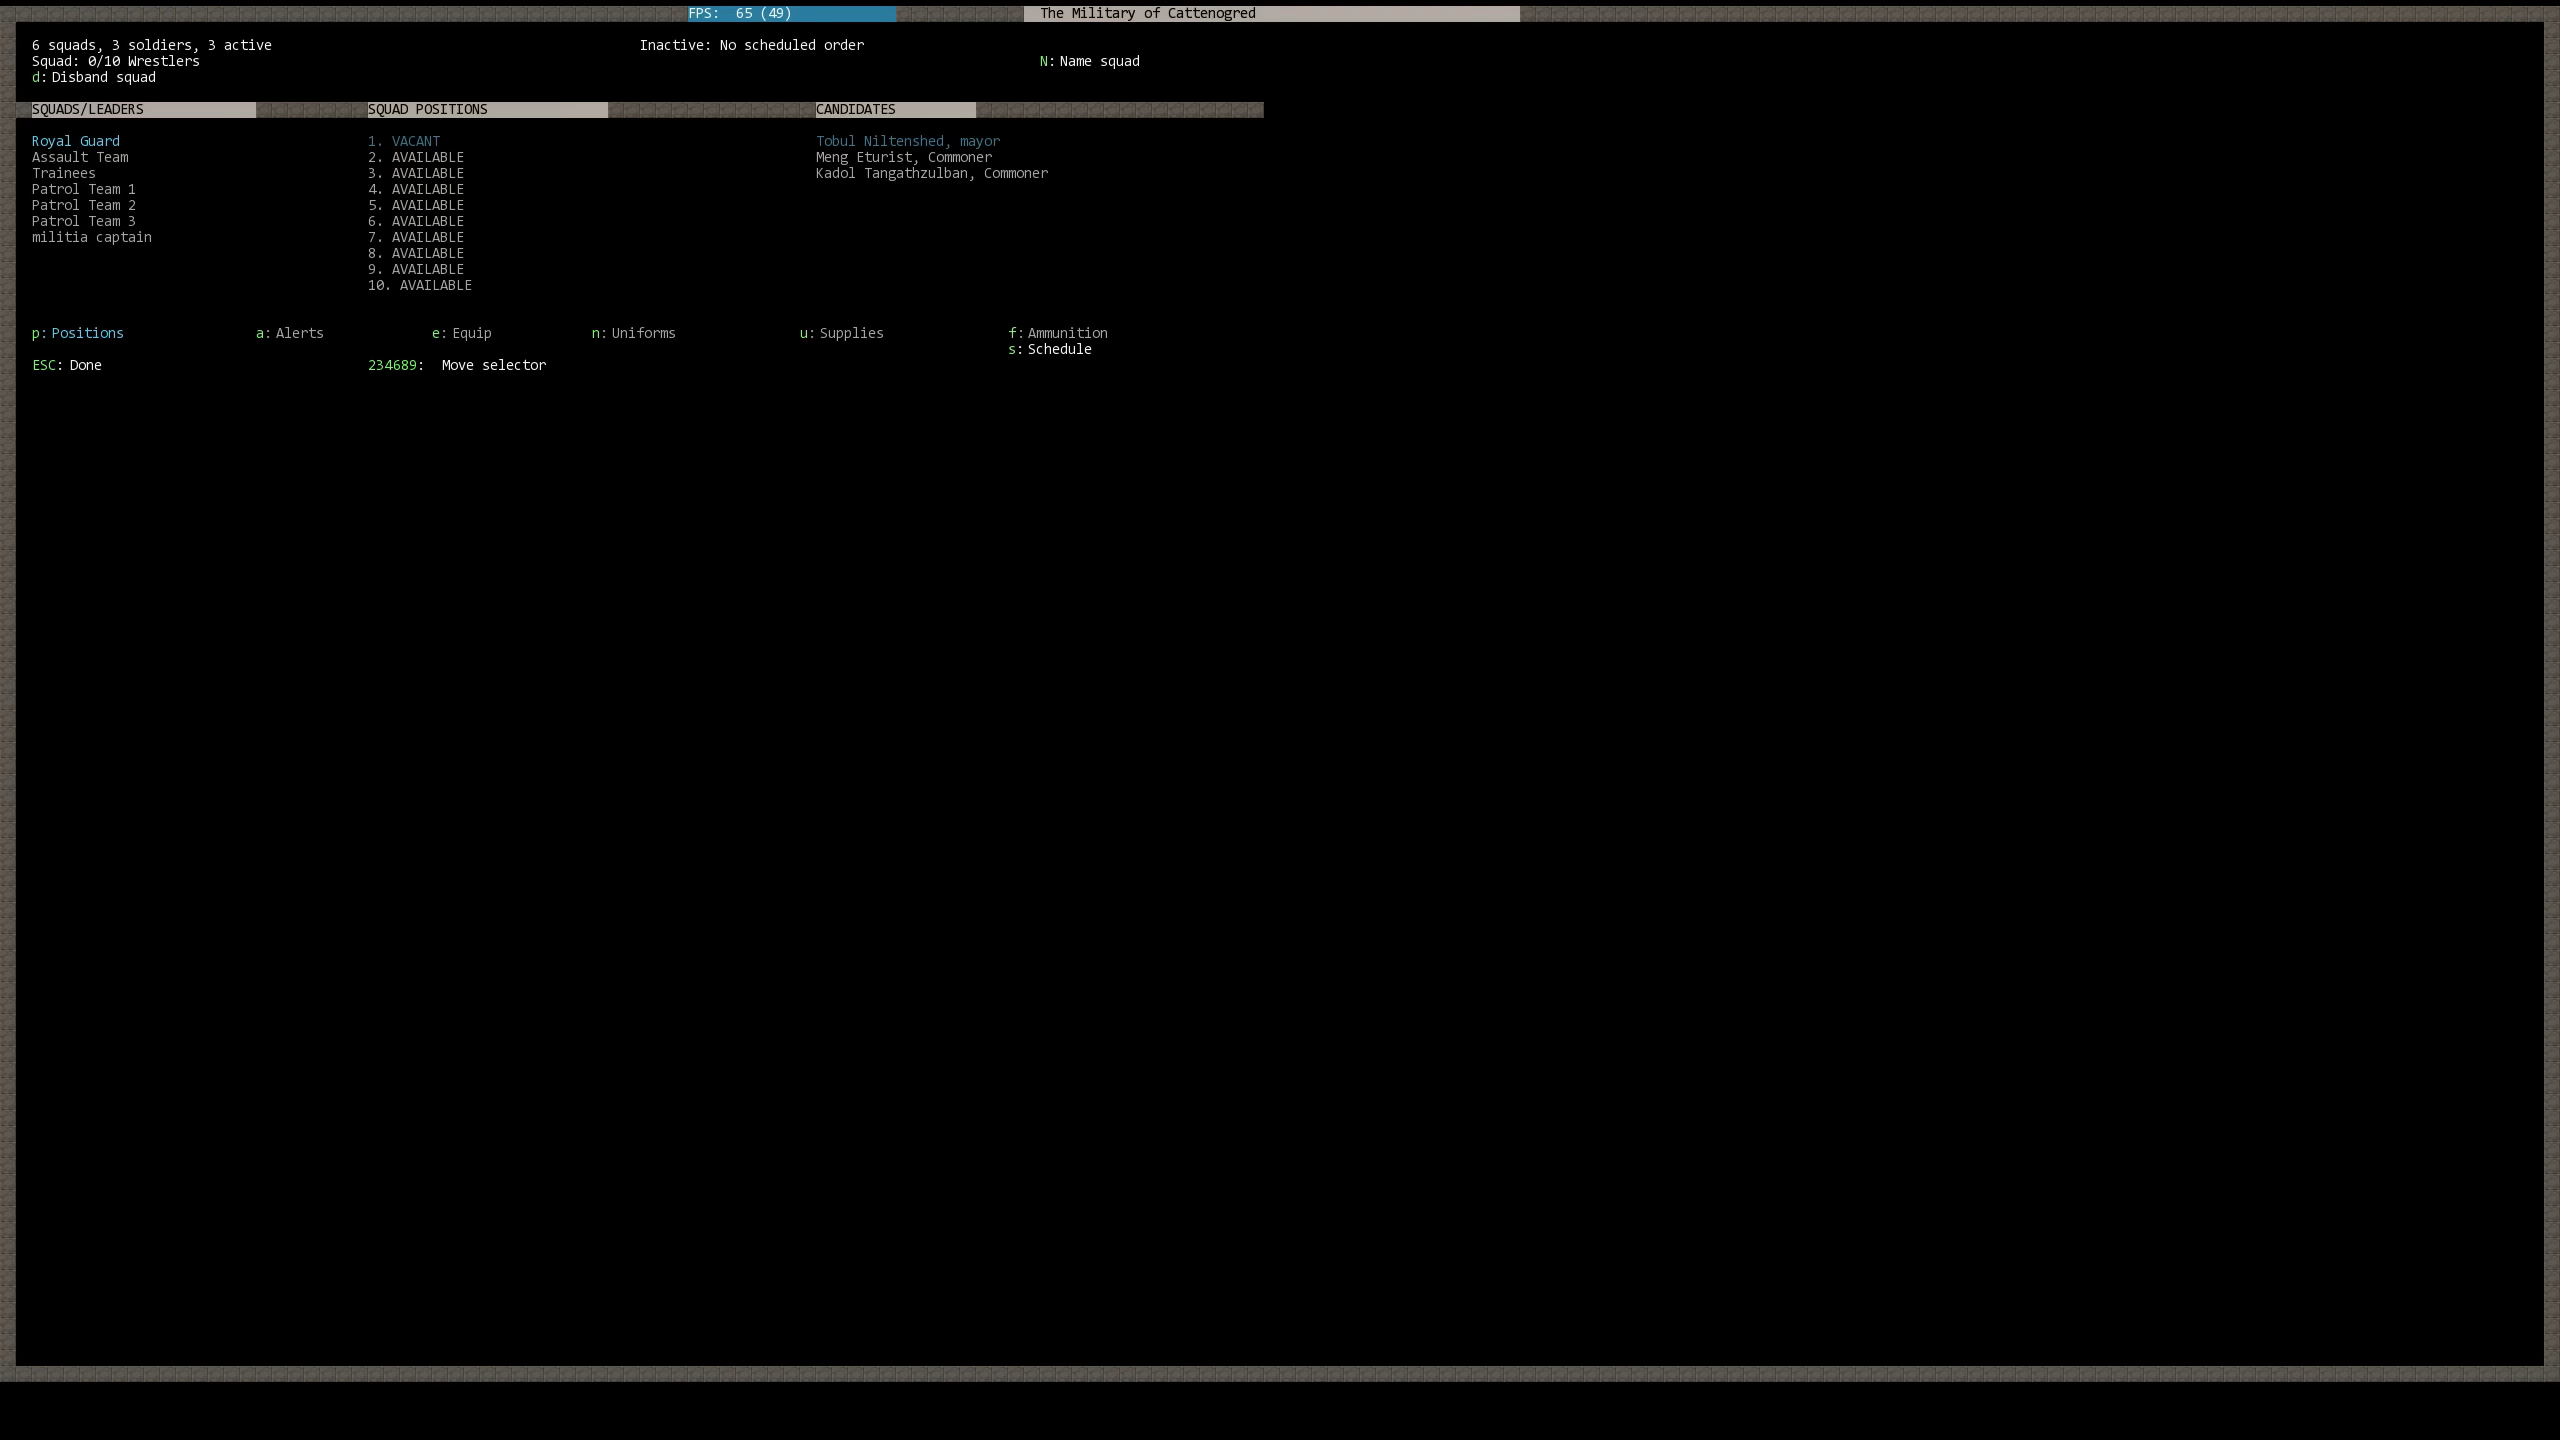 FPS: 65 (49) The Military of Cattenogred
6 squads, 3 soldiers, 3 active Inactive: No scheduled order
Squad: 0/10 Wrestlers N: Name squad
d: Disband squad
SQUADS/LEADERS SQUAD POSITIONS CANDIDATES
Royal Guard 1. VACANT Tobul Niltenshed, mayor
Assault Team 2. AVAILABLE Meng Eturist, Commoner
Trainees 3. AVAILABLE Kadol Tangathzulban, Commoner
Patrol Team 1 4. AVAILABLE
Patrol Team 2 5. AVAILABLE
Patrol Team 3 6. AVAILABLE
militia captain 7. AVAILABLE
8. AVAILABLE
9. AVAILABLE
10. AVAILABLE
p: Positions a: Alerts e: Equip n: Uniforms u: Supplies f: Ammunition
s: Schedule
ESC: Done 234689: Move selector